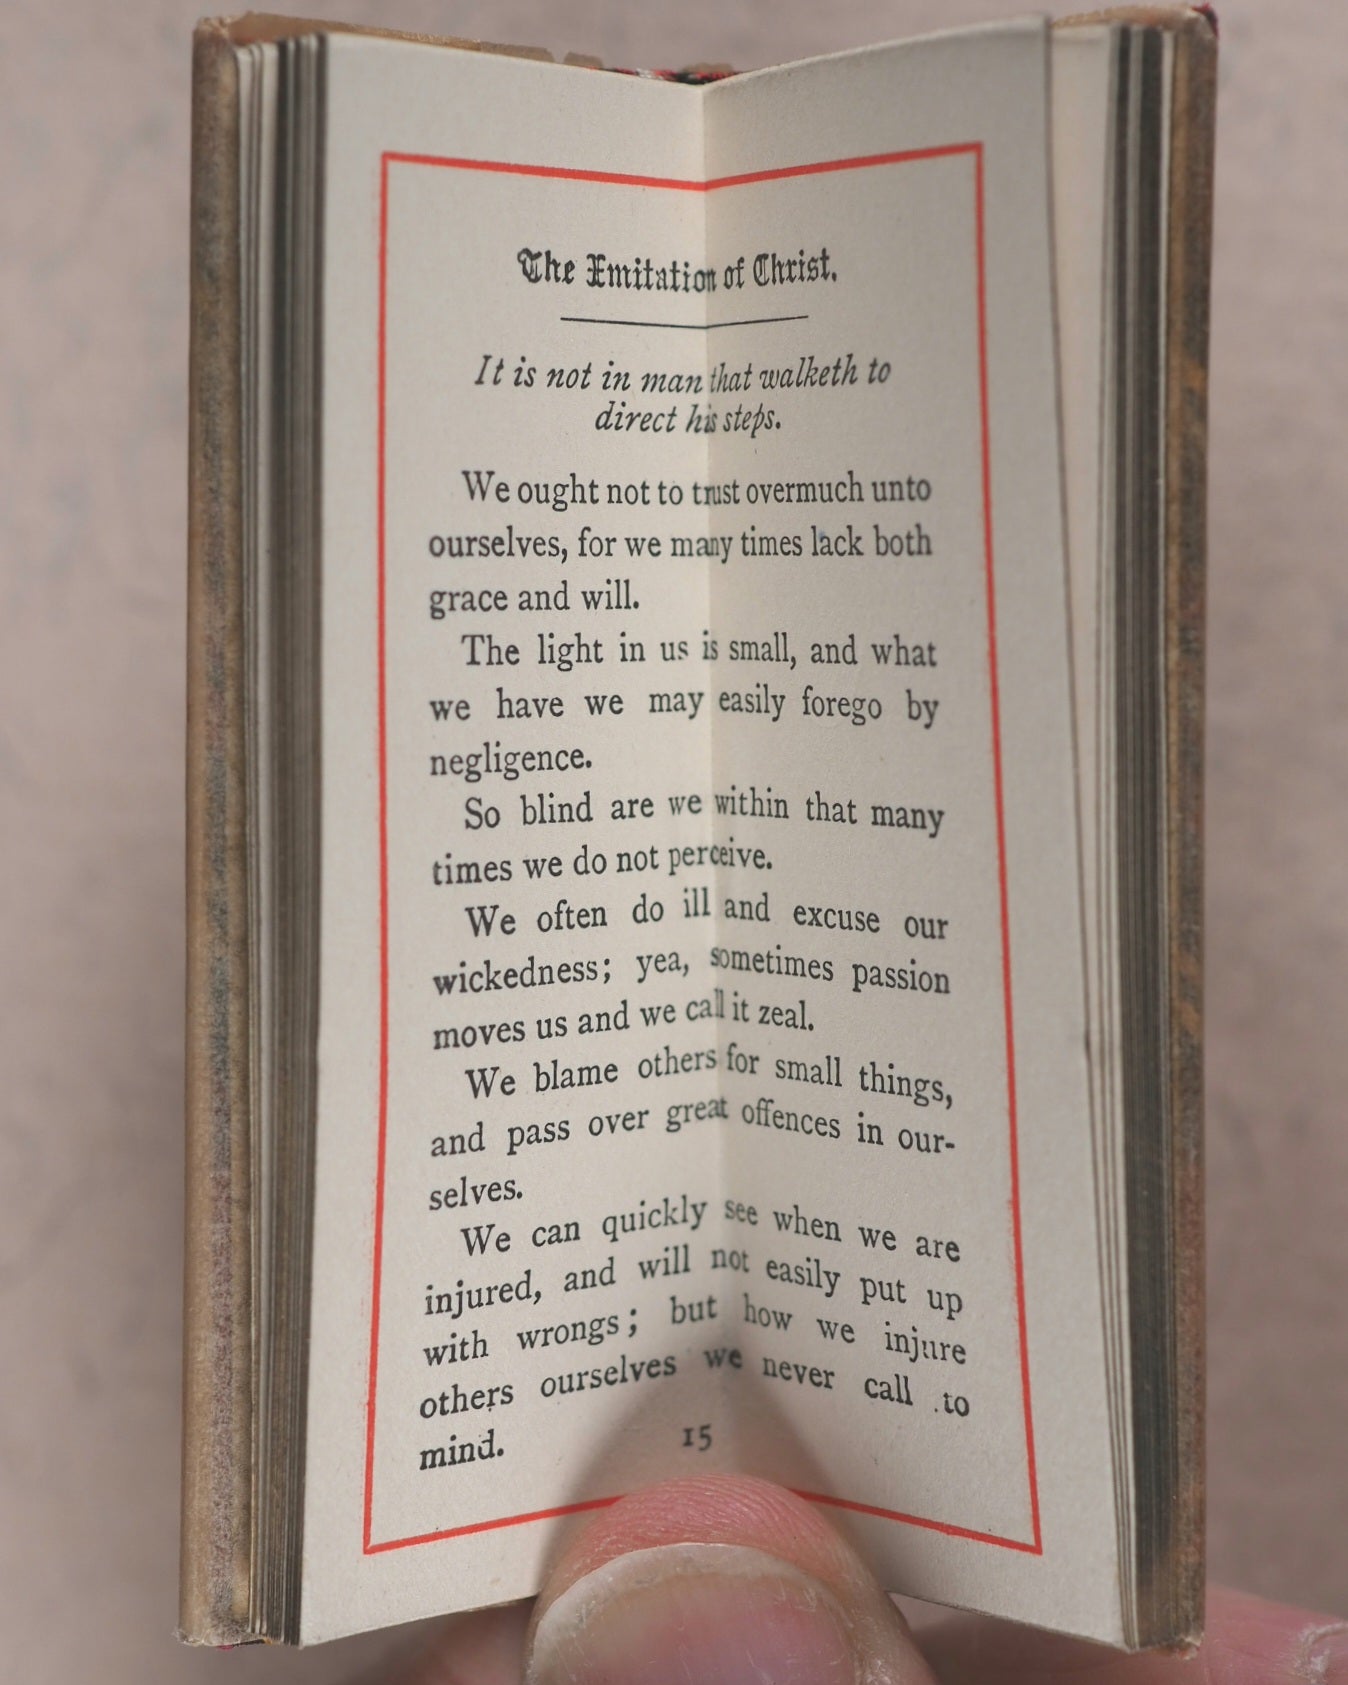 The Imitation of Christ.
It is not in man that walketh to
direct his steps.
We ought not to trust overmuch unto
ourselves, for we many times lack both
grace and will.
The light in us is small, and what
we have we may easily forego by
negligence.
So blind are we within that many
times we do not perceive.
We often do ill and excuse our
wickedness; yea, sometimes passion
moves us and we call it zeal.
We blame others for small things,
and pass over great offences in our-
selves.
We can quickly see when we are
injured, and will not easily put up
with wrongs; but how we injure
others ourselves we never call to
mind.
15